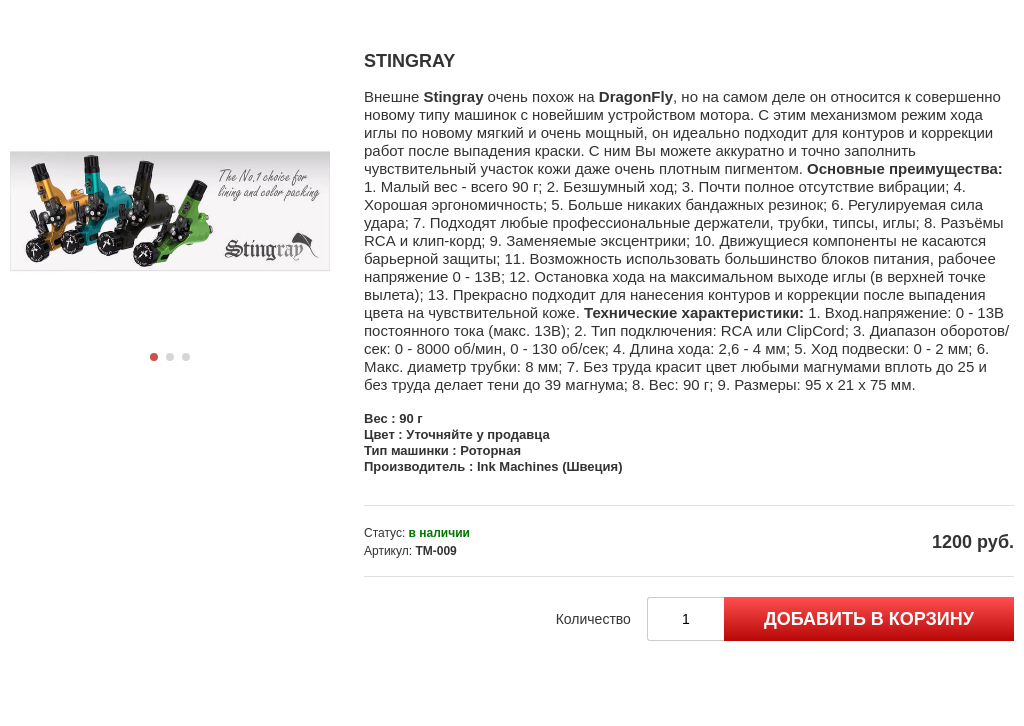 STINGRAY
Внешне Stingray очень похож на DragonFly, но на самом деле он относится к совершенно
новому типу машинок с новейшим устройством мотора. С этим механизмом режим хода
иглы по новому мягкий и очень мощный, он идеально подходит для контуров и коррекции
работ после выпадения краски. С ним Вы можете аккуратно и точно заполнить
чувствительный участок кожи даже очень плотным пигментом. Основные преимущества:
1. Малый вес - всего 90 г; 2. Безшумный ход; 3. Почти полное отсутствие вибрации; 4.
Хорошая эргономичность; 5. Больше никаких бандажных резинок; 6. Регулируемая сила
удара; 7. Подходят любые профессиональные держатели, трубки, типсы, иглы; 8. Разъёмы
RCA и клип-корд; 9. Заменяемые эксцентрики; 10. Движущиеся компоненты не касаются
барьерной защиты; 11. Возможность использовать большинство блоков питания, рабочее
напряжение 0 - 13В; 12. Остановка хода на максимальном выходе иглы (в верхней точке
вылета); 13. Прекрасно подходит для нанесения контуров и коррекции после выпадения
цвета на чувствительной коже. Технические характеристики: 1. Вход.напряжение: 0 - 13В
постоянного тока (макс. 13В); 2. Тип подключения: RCA или ClipCord; 3. Диапазон оборотов/
сек: 0 - 8000 об/мин, 0 - 130 об/сек; 4. Длина хода: 2,6 - 4 мм; 5. Ход подвески: 0 - 2 мм; 6.
Макс. диаметр трубки: 8 мм; 7. Без труда красит цвет любыми магнумами вплоть до 25 и
без труда делает тени до 39 магнума; 8. Вес: 90 г; 9. Размеры: 95 х 21 х 75 мм.
The No.1 choice for
lining and color packing
Stingray
Вес : 90 г
Цвет : Уточняйте у продавца
Тип машинки : Роторная
Производитель : Ink Machines (Швеция)
Статус: в наличии
Артикул: ТМ-009
1200 руб.
Количество 1 ДОБАВИТЬ В КОРЗИНУ